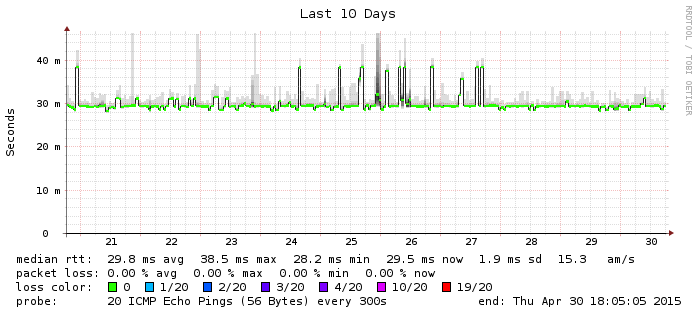 Last 10 Days
RRDTOOL / TOBI OETIKER
Seconds
40 m
30 m
20 m
10 m
0
21 22 23 24 25 26 27 28 29 30
median rtt: 29.8 ms avg 38.5 ms max 28.2 ms min 29.5 ms now 1.9 ms sd 15.3 am/s
packet loss: 0.00 % avg 0.00 % max 0.00 % min 0.00 % now
loss color: 0 1/20 2/20 3/20 4/20 10/20 19/20
probe: 20 ICMP Echo Pings (56 Bytes) every 300s end: Thu Apr 30 18:05:05 2015